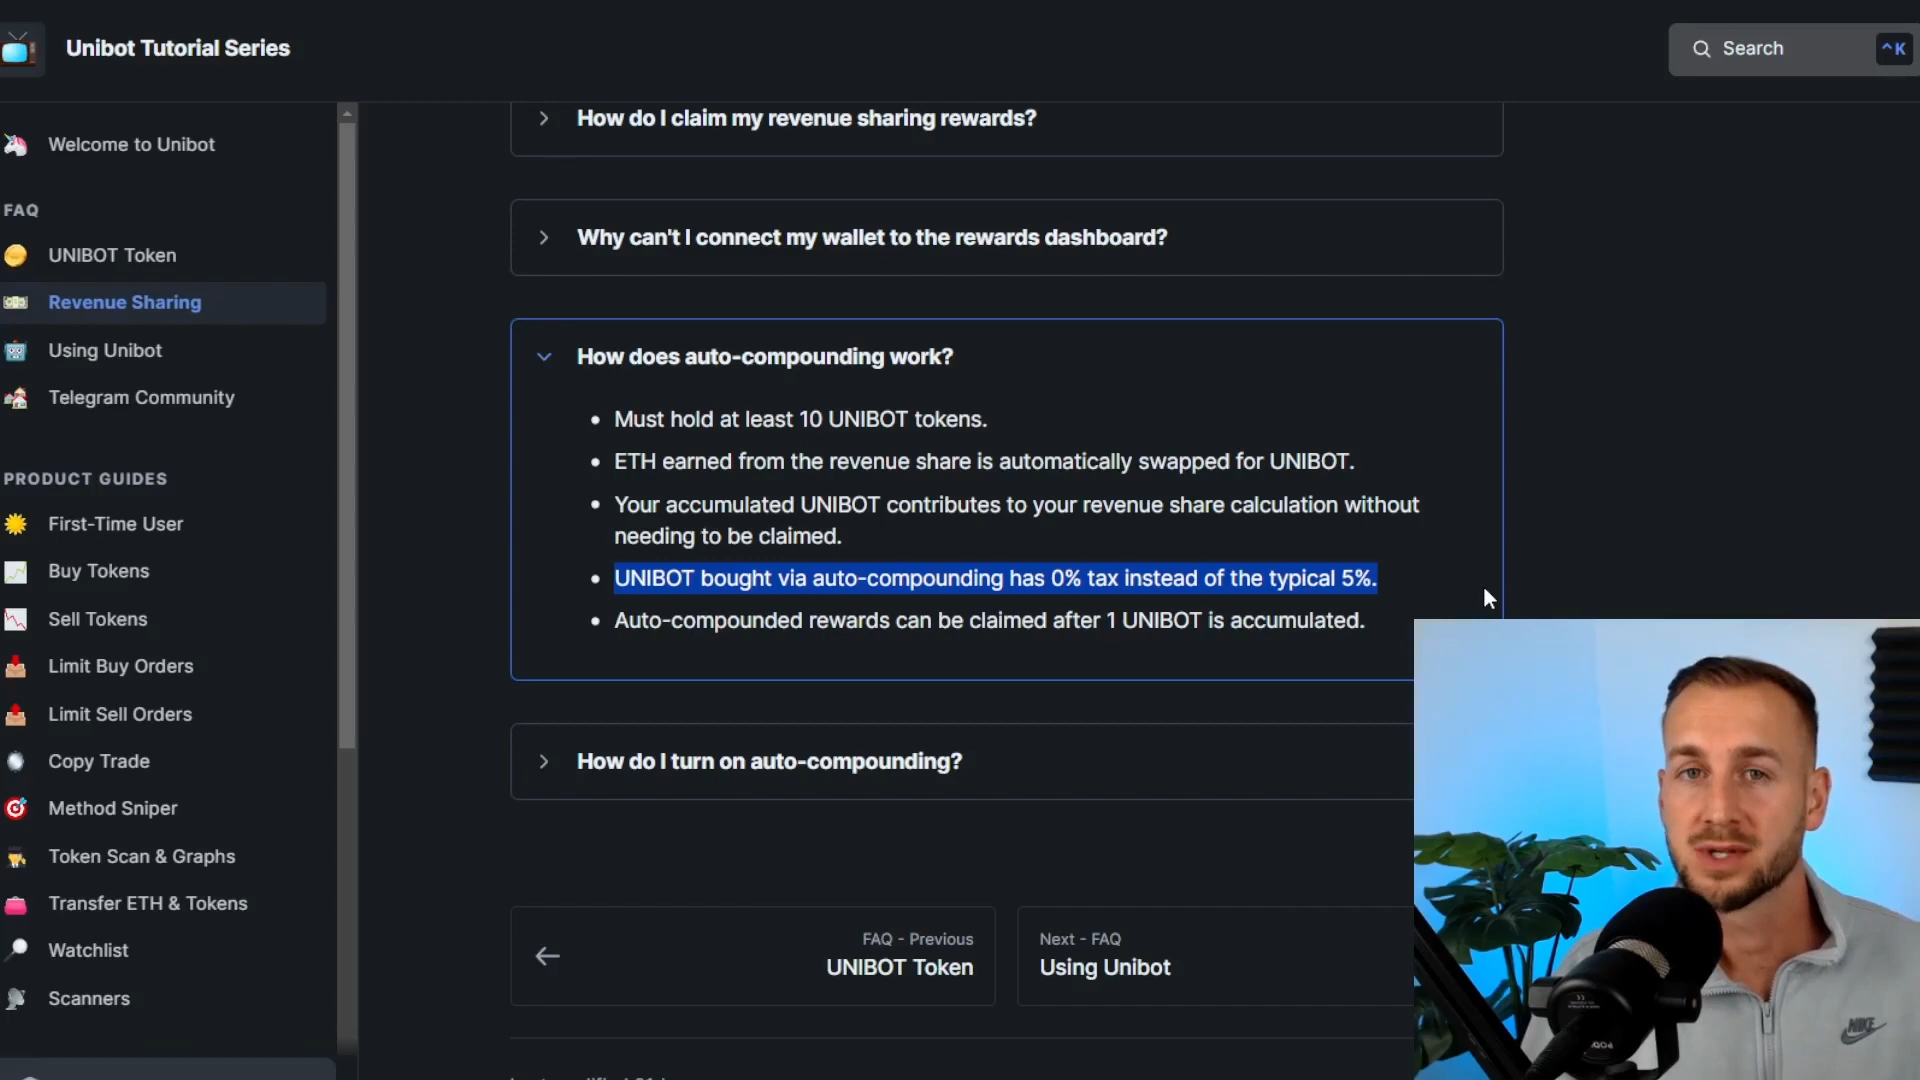 Unibot Tutorial Series
Search
^ K
Welcome to Unibot
FAQ
UNIBOT Token
Revenue Sharing
Using Unibot
Telegram Community
PRODUCT GUIDES
First-Time User
Buy Tokens
Sell Tokens
Limit Buy Orders
Limit Sell Orders
Copy Trade
Method Sniper
Token Scan & Graphs
Transfer ETH & Tokens
Watchlist
Scanners
How do I claim my revenue sharing rewards?
Why can't I connect my wallet to the rewards dashboard?
How does auto-compounding work?
• Must hold at least 10 UNIBOT tokens.
• ETH earned from the revenue share is automatically swapped for UNIBOT.
• Your accumulated UNIBOT contributes to your revenue share calculation without
needing to be claimed.
• UNIBOT bought via auto-compounding has 0% tax instead of the typical 5%.
• Auto-compounded rewards can be claimed after 1 UNIBOT is accumulated.
How do I turn on auto-compounding?
FAQ - Previous
UNIBOT Token
Next - FAQ
Using Unibot
NIKE